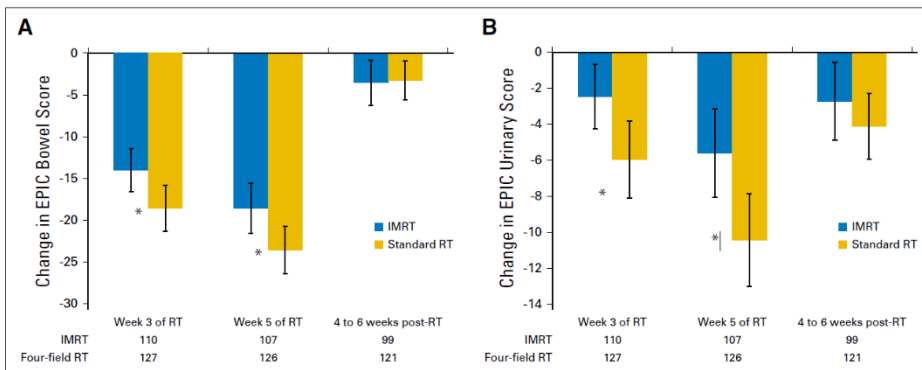 A
Change in EPIC Bowel Score
0
-5
-10
-15
-20
-25
-30
*
*
IMRT
Standard RT
Week 3 of RT Week 5 of RT 4 to 6 weeks post-RT
IMRT 110 107 99
Four-field RT 127 126 121
B
Change in EPIC Urinary Score
0
-2
-4
-6
-8
-10
-12
-14
*
*
IMRT
Standard RT
Week 3 of RT Week 5 of RT 4 to 6 weeks post-RT
IMRT 110 107 99
Four-field RT 127 126 121